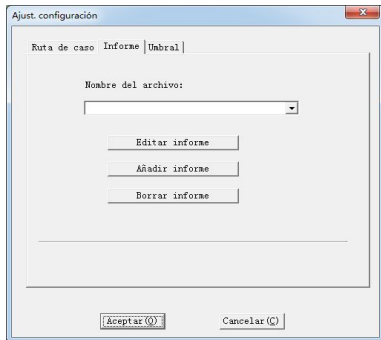 Ajust. configuración
Ruta de caso Informe Umbral
Nombre del archivo:
Editar informe
Añadir informe
Borrar informe
Aceptar(O) Cancelar(C)